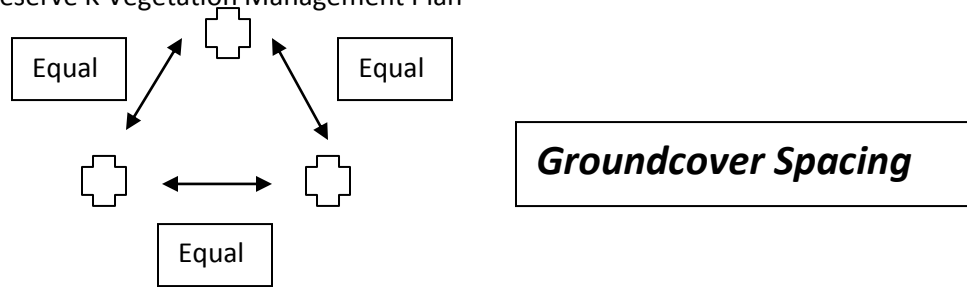 eserve R Vegetation Management Plan
Equal
Equal
Groundcover Spacing
Equal